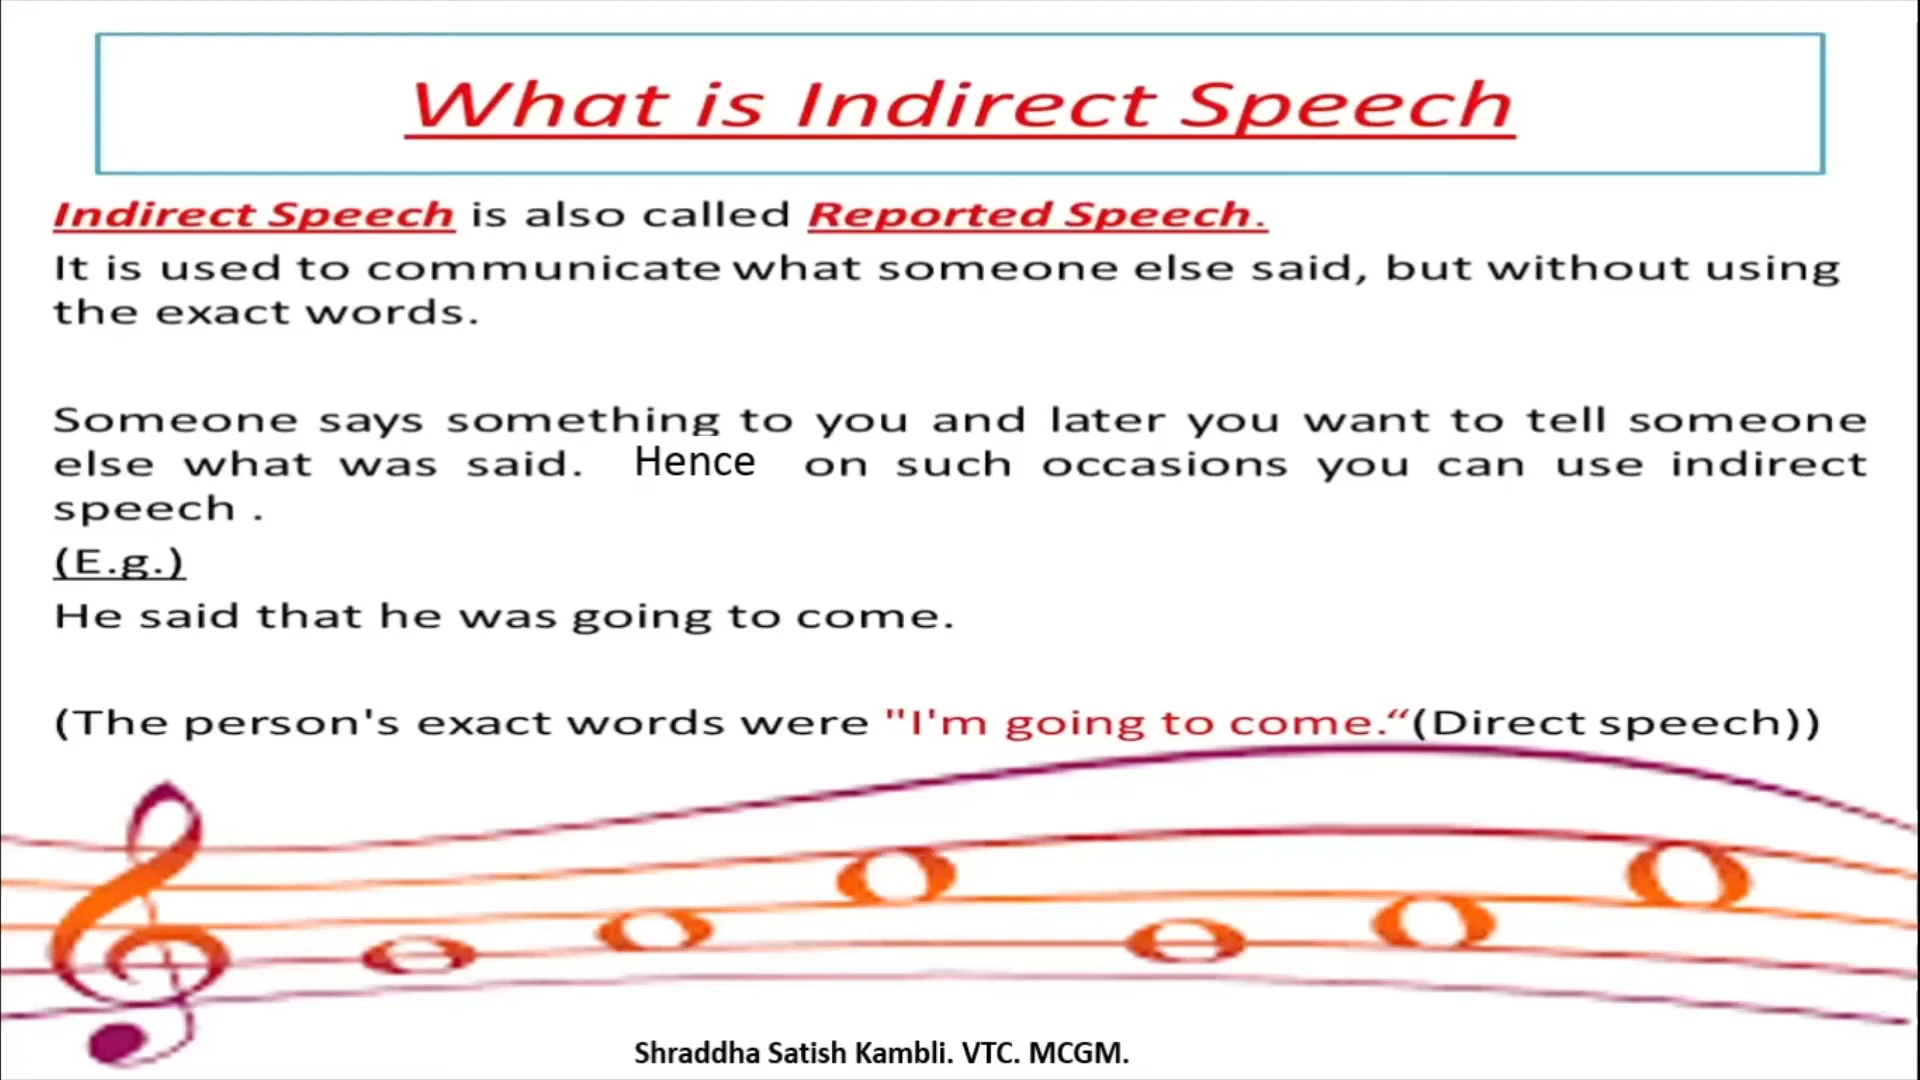 What is Indirect Speech
Indirect Speech is also called Reported Speech.
It is used to communicate what someone else said, but without using
the exact words.
Someone says something to you and later you want to tell someone
else what was said. Hence on such occasions you can use indirect
speech .
(E.g.)
He said that he was going to come.
(The person's exact words were "I'm going to come.“(Direct speech))
Shraddha Satish Kambli. VTC. MCGM.